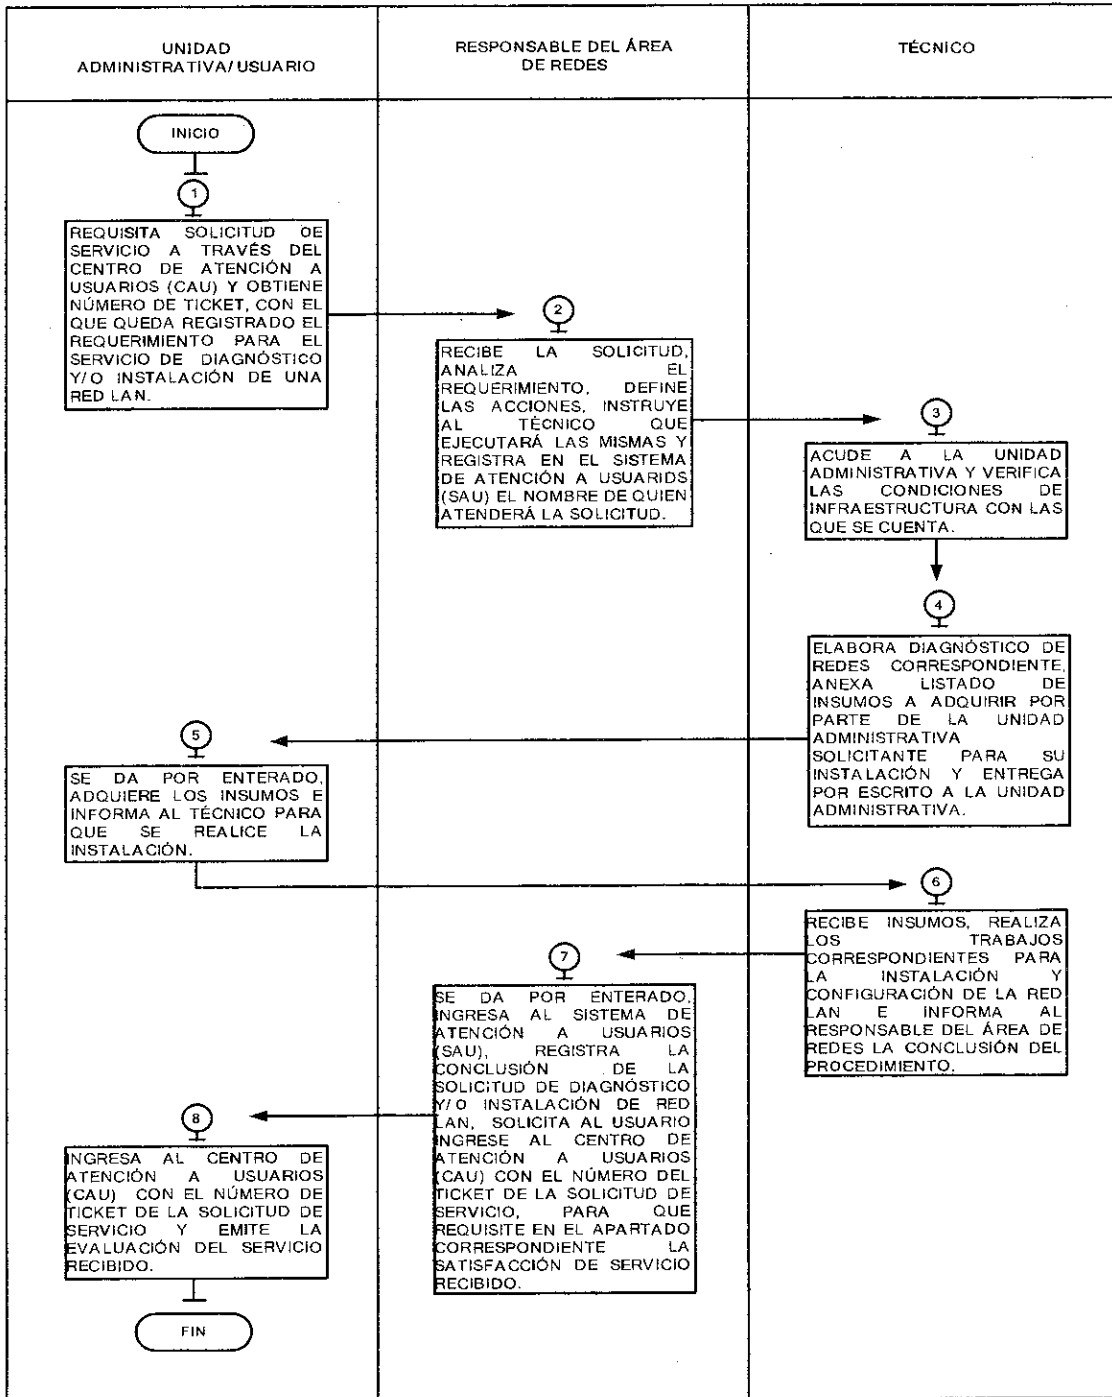 UNIDAD
ADMINISTRATIVA/USUARIO
RESPONSABLE DEL ÁREA
DE REDES
TÉCNICO
INICIO
1
REQUISITA SOLICITUD DE
SERVICIO A TRAVÉS DEL
CENTRO DE ATENCIÓN A
USUARIOS (CAU) Y OBTIENE
NÚMERO DE TICKET, CON EL
QUE QUEDA REGISTRADO EL
REQUERIMIENTO PARA EL
SERVICIO DE DIAGNÓSTICO
Y/O INSTALACIÓN DE UNA
RED LAN.
2
RECIBE LA SOLICITUD,
ANALIZA EL
REQUERIMIENTO, DEFINE
LAS ACCIONES, INSTRUYE
AL TÉCNICO QUE
EJECUTARÁ LAS MISMAS Y
REGISTRA EN EL SISTEMA
DE ATENCIÓN A USUARIOS
(SAU) EL NOMBRE DE QUIEN
ATENDERÁ LA SOLICITUD.
3
ACUDE A LA UNIDAD
ADMINISTRATIVA Y VERIFICA
LAS CONDICIONES DE
INFRAESTRUCTURA CON LAS
QUE SE CUENTA.
4
ELABORA DIAGNÓSTICO DE
REDES CORRESPONDIENTE,
ANEXA LISTADO DE
INSUMOS A ADQUIRIR POR
PARTE DE LA UNIDAD
ADMINISTRATIVA
SOLICITANTE PARA SU
INSTALACIÓN Y ENTREGA
POR ESCRITO A LA UNIDAD
ADMINISTRATIVA.
5
SE DA POR ENTERADO,
ADQUIERE LOS INSUMOS E
INFORMA AL TÉCNICO PARA
QUE SE REALICE LA
INSTALACIÓN.
6
RECIBE INSUMOS, REALIZA
LOS TRABAJOS
CORRESPONDIENTES PARA
LA INSTALACIÓN Y
CONFIGURACIÓN DE LA RED
LAN E INFORMA AL
RESPONSABLE DEL ÁREA DE
REDES LA CONCLUSIÓN DEL
PROCEDIMIENTO.
7
SE DA POR ENTERADO,
INGRESA AL SISTEMA DE
ATENCIÓN A USUARIOS
(SAU), REGISTRA LA
CONCLUSIÓN DE LA
SOLICITUD DE DIAGNÓSTICO
Y/O INSTALACIÓN DE RED
LAN, SOLICITA AL USUARIO
INGRESE AL CENTRO DE
ATENCIÓN A USUARIOS
(CAU) CON EL NÚMERO DEL
TICKET DE LA SOLICITUD DE
SERVICIO, PARA QUE
REQUISITE EN EL APARTADO
CORRESPONDIENTE LA
SATISFACCIÓN DE SERVICIO
RECIBIDO.
8
INGRESA AL CENTRO DE
ATENCIÓN A USUARIOS
(CAU) CON EL NÚMERO DE
TICKET DE LA SOLICITUD DE
SERVICIO Y EMITE LA
EVALUACIÓN DEL SERVICIO
RECIBIDO.
FIN